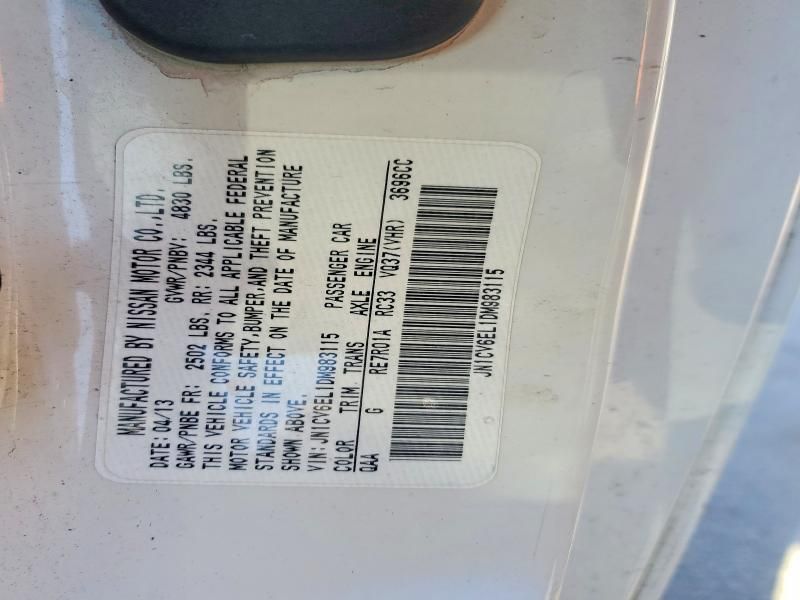 MANUFACTURED BY NISSAN MOTOR CO.,LTD.
DATE: 04/13 GVWR/PNBV: 4830 LBS.
GAWR/PNBE FR: 2502 LBS. RR: 2344 LBS.
THIS VEHICLE CONFORMS TO ALL APPLICABLE FEDERAL
MOTOR VEHICLE SAFETY,BUMPER,AND THEFT PREVENTION
STANDARDS IN EFFECT ON THE DATE OF MANUFACTURE
SHOWN ABOVE.
VIN:JN1CV6EL1DM983115 PASSENGER CAR
COLOR TRIM TRANS AXLE ENGINE
QAA G RE7R01A RC33 VQ37(VHR) 3696CC
JN1CV6EL1DM983115